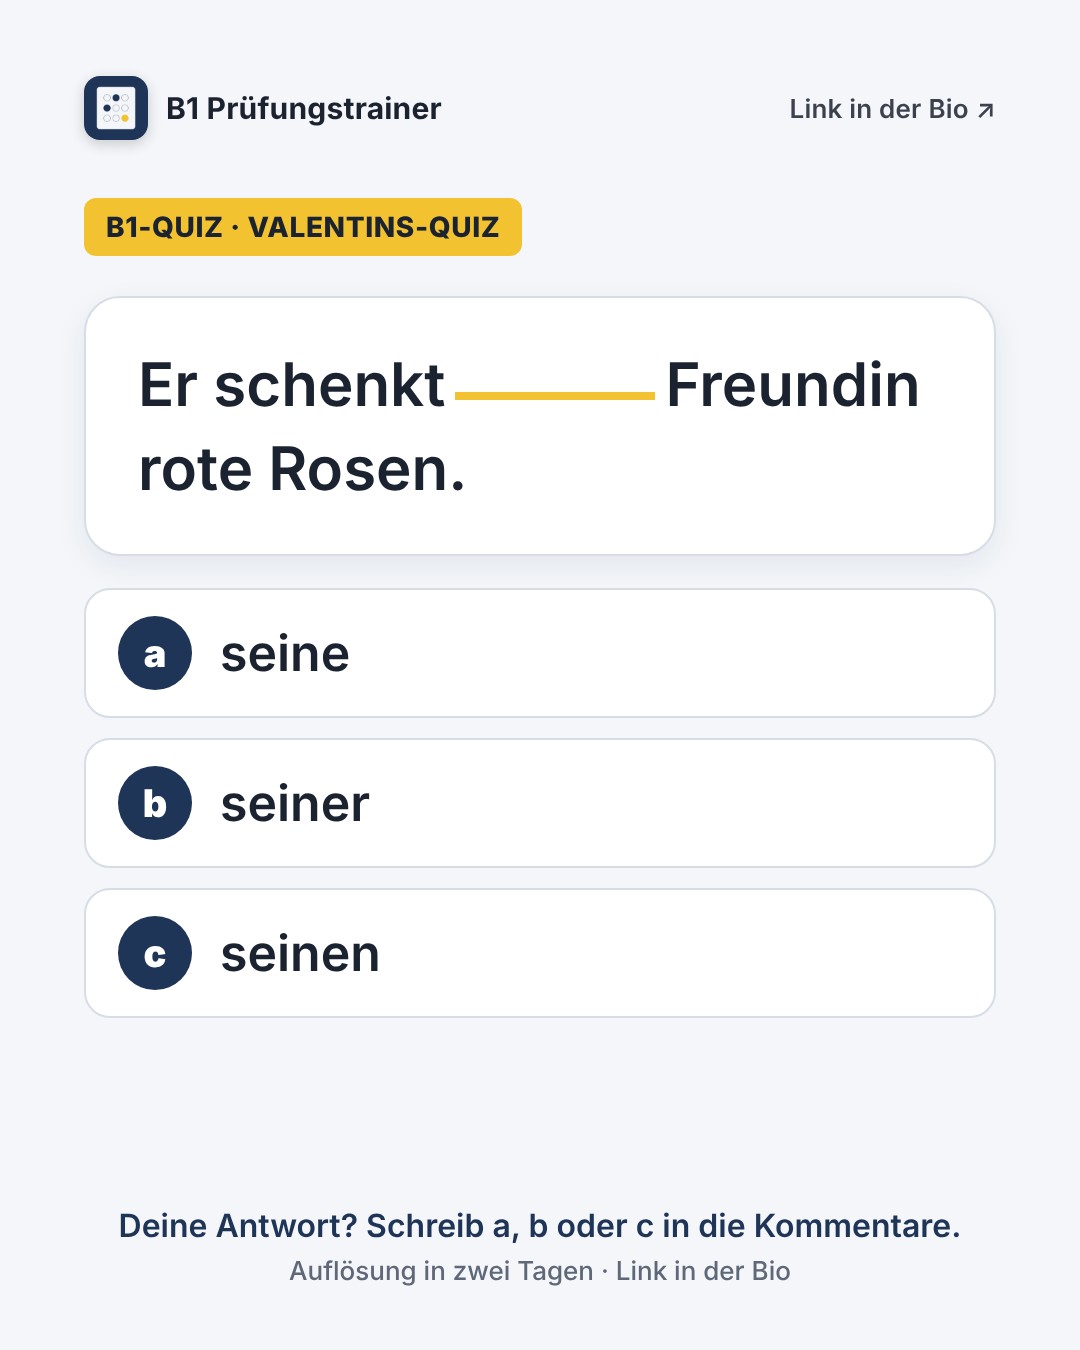 B1 Prüfungstrainer
Link in der Bio ↗
B1-QUIZ · VALENTINS-QUIZ
Er schenkt ______ Freundin
rote Rosen.
a seine
b seiner
c seinen
Deine Antwort? Schreib a, b oder c in die Kommentare.
Auflösung in zwei Tagen · Link in der Bio